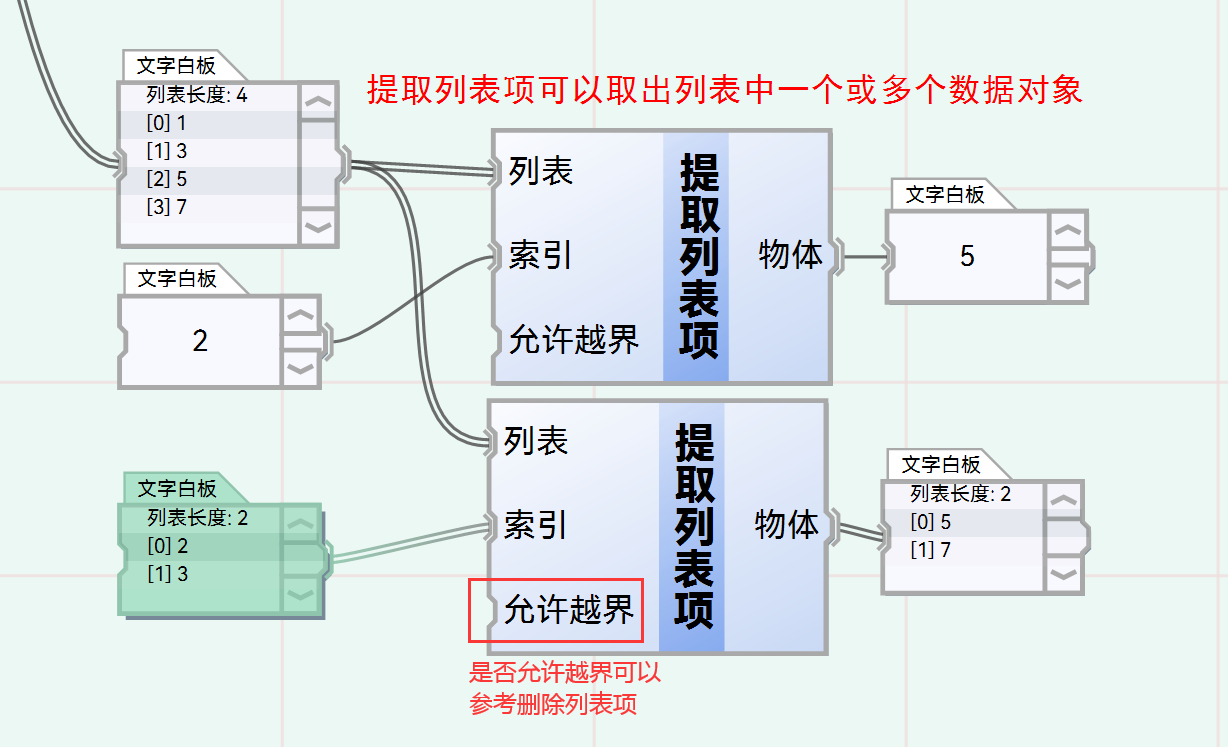 文字白板
列表长度: 4
[0] 1
[1] 3
[2] 5
[3] 7
提取列表项可以取出列表中一个或多个数据对象
列表
索引
允许越界
提取列表项
物体
文字白板
5
文字白板
2
列表
索引
允许越界
提取列表项
物体
文字白板
列表长度: 2
[0] 5
[1] 7
文字白板
列表长度: 2
[0] 2
[1] 3
是否允许越界可以
参考删除列表项